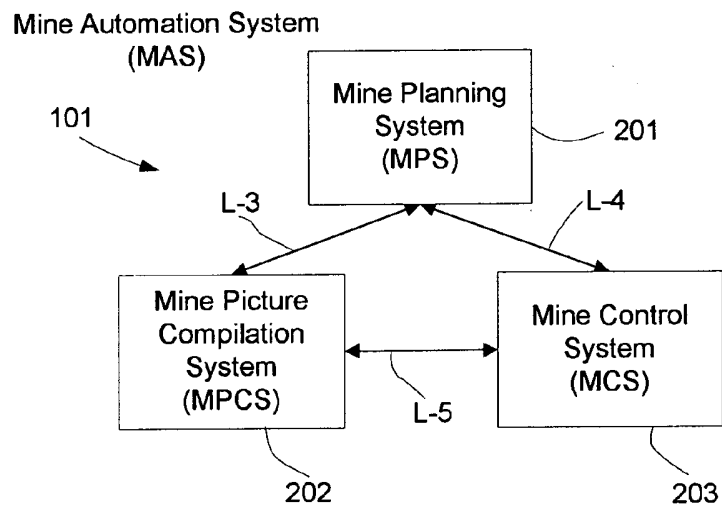 Mine Automation System
(MAS)
101
Mine Planning
System
(MPS)
201
L-3
L-4
Mine Picture
Compilation
System
(MPCS)
Mine Control
System
(MCS)
L-5
202
203